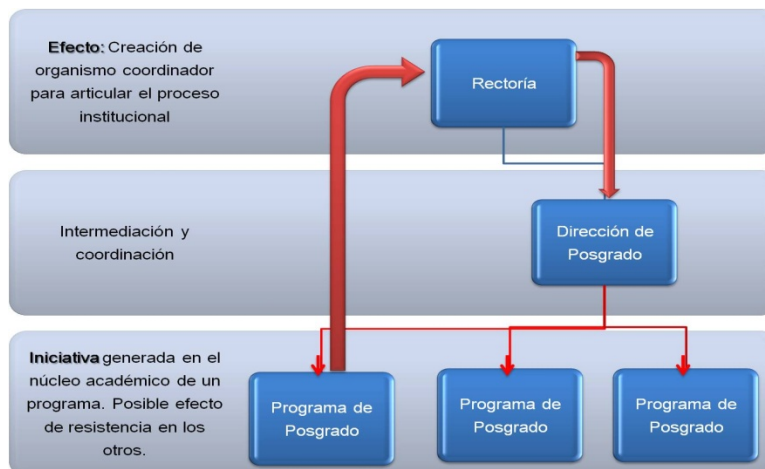 Efecto: Creación de
organismo coordinador
para articular el proceso
institucional
Rectoría
Intermediación y
coordinación
Dirección de
Posgrado
Iniciativa generada en el
núcleo académico de un
programa. Posible efecto
de resistencia en los
otros.
Programa de
Posgrado
Programa de
Posgrado
Programa de
Posgrado